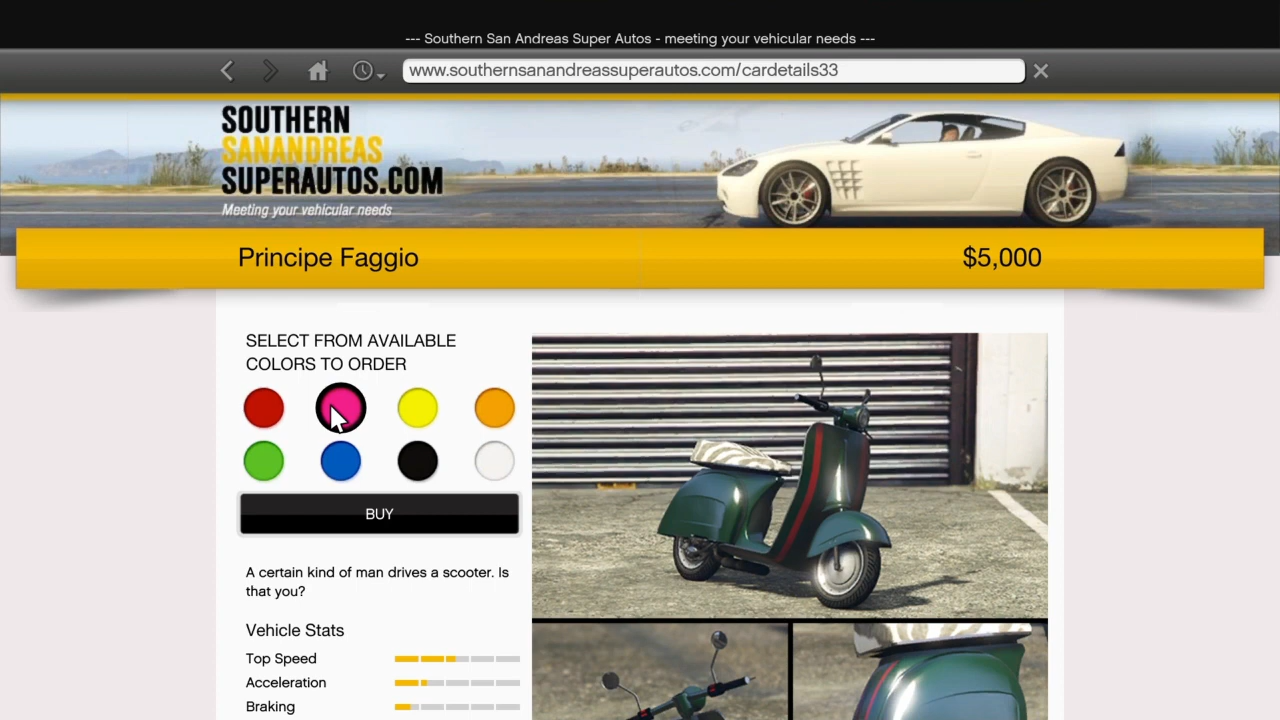 --- Southern San Andreas Super Autos - meeting your vehicular needs ---
www.southernsanandreassuperautos.com/cardetails33
SOUTHERN
SANANDREAS
SUPERAUTOS.COM
Meeting your vehicular needs
Principe Faggio
$5,000
SELECT FROM AVAILABLE
COLORS TO ORDER
BUY
A certain kind of man drives a scooter. Is
that you?
Vehicle Stats
Top Speed
Acceleration
Braking